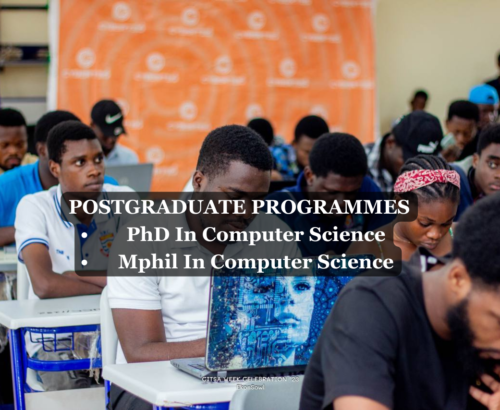 POSTGRADUATE PROGRAMMES
• PhD In Computer Science
• Mphil In Computer Science